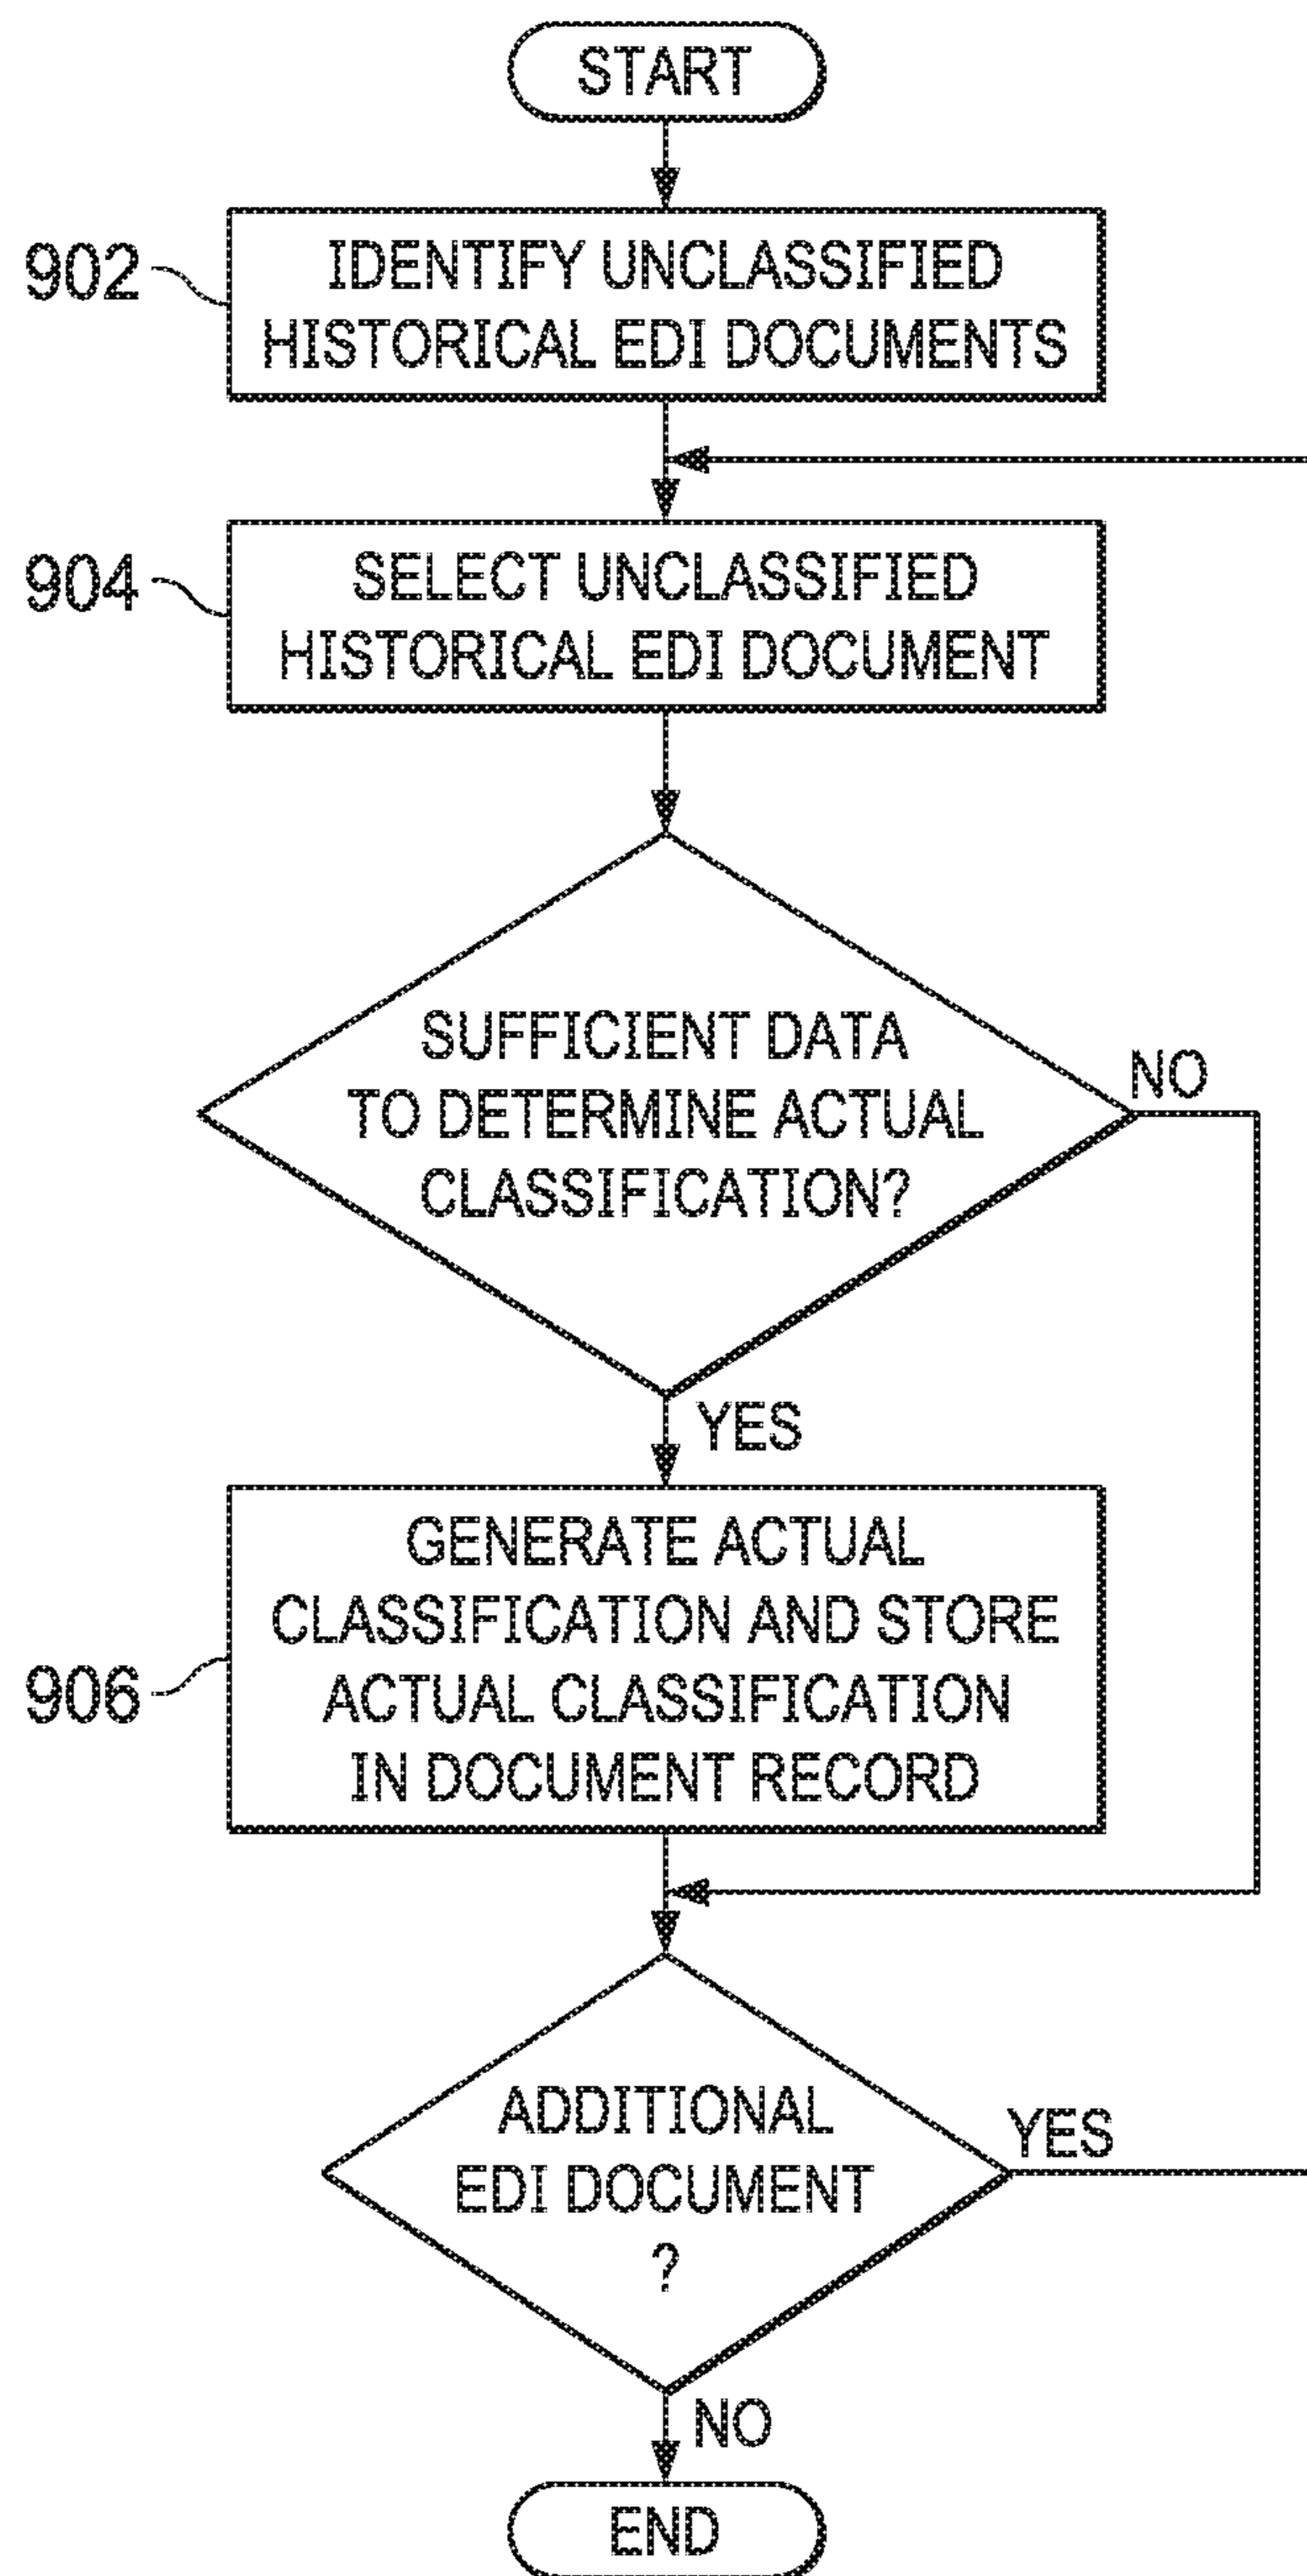 START
902
IDENTIFY UNCLASSIFIED
HISTORICAL EDI DOCUMENTS
904
SELECT UNCLASSIFIED
HISTORICAL EDI DOCUMENT
SUFFICIENT DATA
TO DETERMINE ACTUAL
CLASSIFICATION?
NO
YES
906
GENERATE ACTUAL
CLASSIFICATION AND STORE
ACTUAL CLASSIFICATION
IN DOCUMENT RECORD
ADDITIONAL
EDI DOCUMENT
?
YES
NO
END